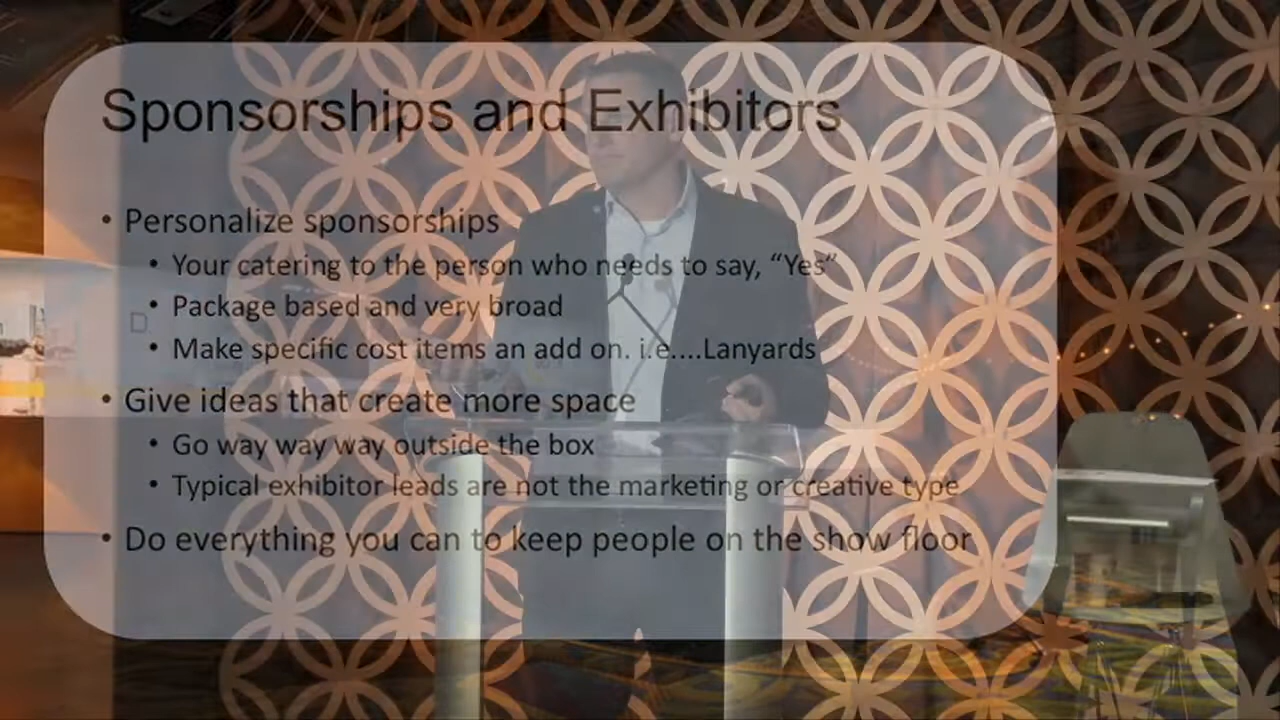 Sponsorships and Exhibitors
• Personalize sponsorships
• Your catering to the person who needs to say, “Yes”
• Package based and very broad
• Make specific cost items an add on. i.e....Lanyards
• Give ideas that create more space
• Go way way way outside the box
• Typical exhibitor leads are not the marketing or creative type
• Do everything you can to keep people on the show floor